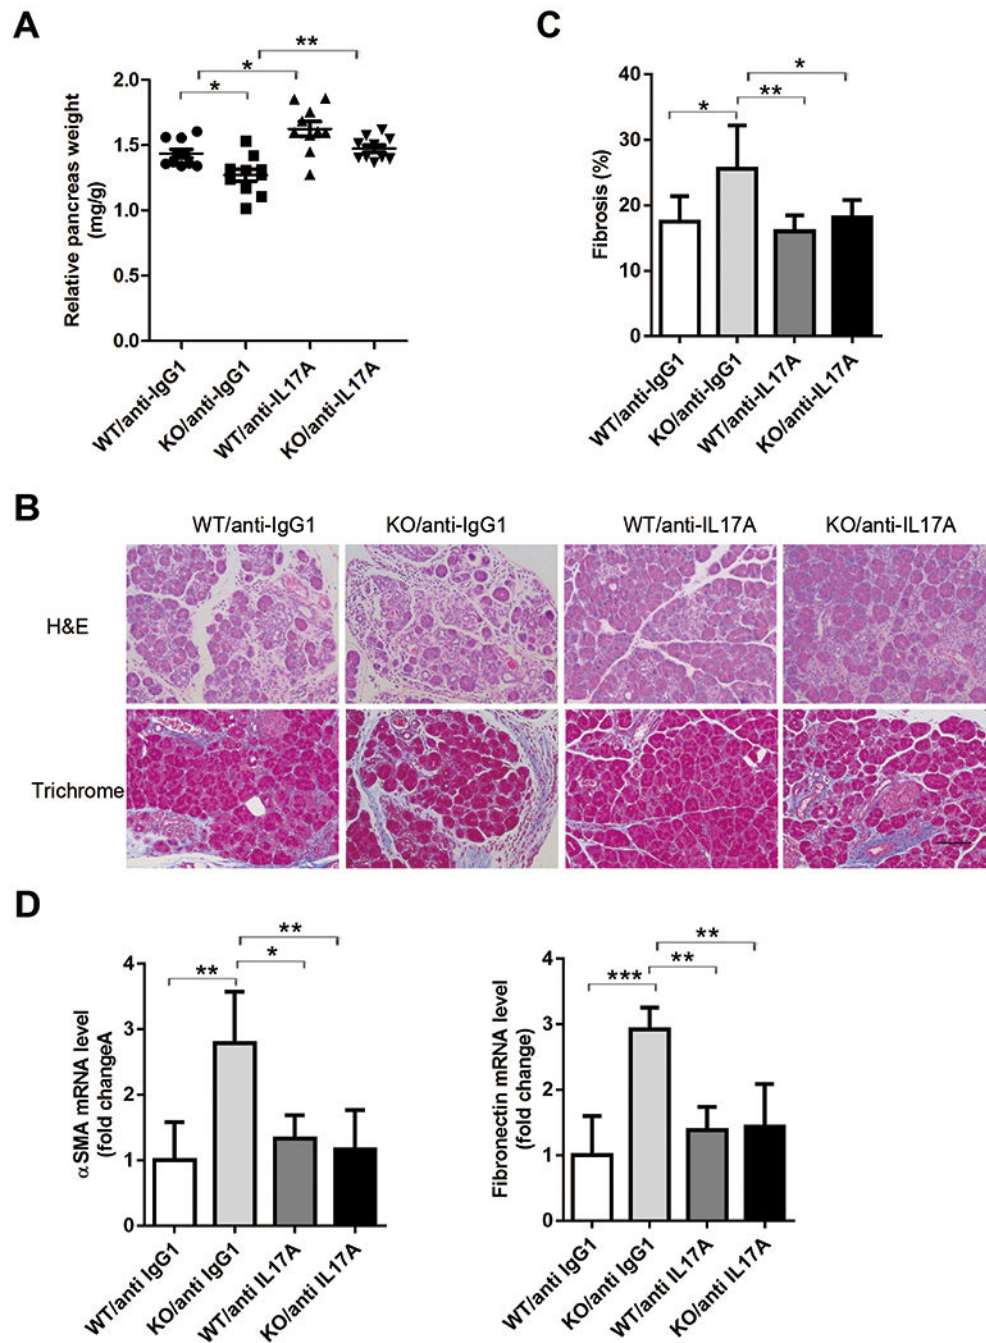 A
**
*
*
Relative pancreas weight
(mg/g)
2.0
1.5
1.0
0.5
0.0
WT/anti-IgG1
KO/anti-IgG1
WT/anti-IL17A
KO/anti-IL17A
C
*
**
*
Fibrosis (%)
40
30
20
10
0
WT/anti-IgG1
KO/anti-IgG1
WT/anti-IL17A
KO/anti-IL17A
B
WT/anti-IgG1 KO/anti-IgG1 WT/anti-IL17A KO/anti-IL17A
H&E
Trichrome
D
**
*
**
αSMA mRNA level
(fold changeA
4
3
2
1
0
WT/anti IgG1
KO/anti IgG1
WT/anti IL17A
KO/anti IL17A
**
**
***
Fibronectin mRNA level
(fold change)
4
3
2
1
0
WT/anti IgG1
KO/anti IgG1
WT/anti IL17A
KO/anti IL17A